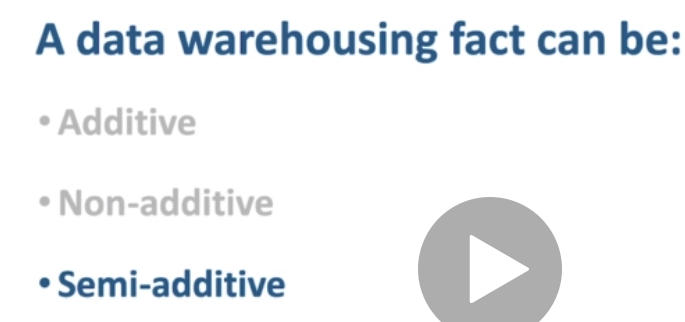 A data warehousing fact can be:
• Additive
• Non-additive
• Semi-additive